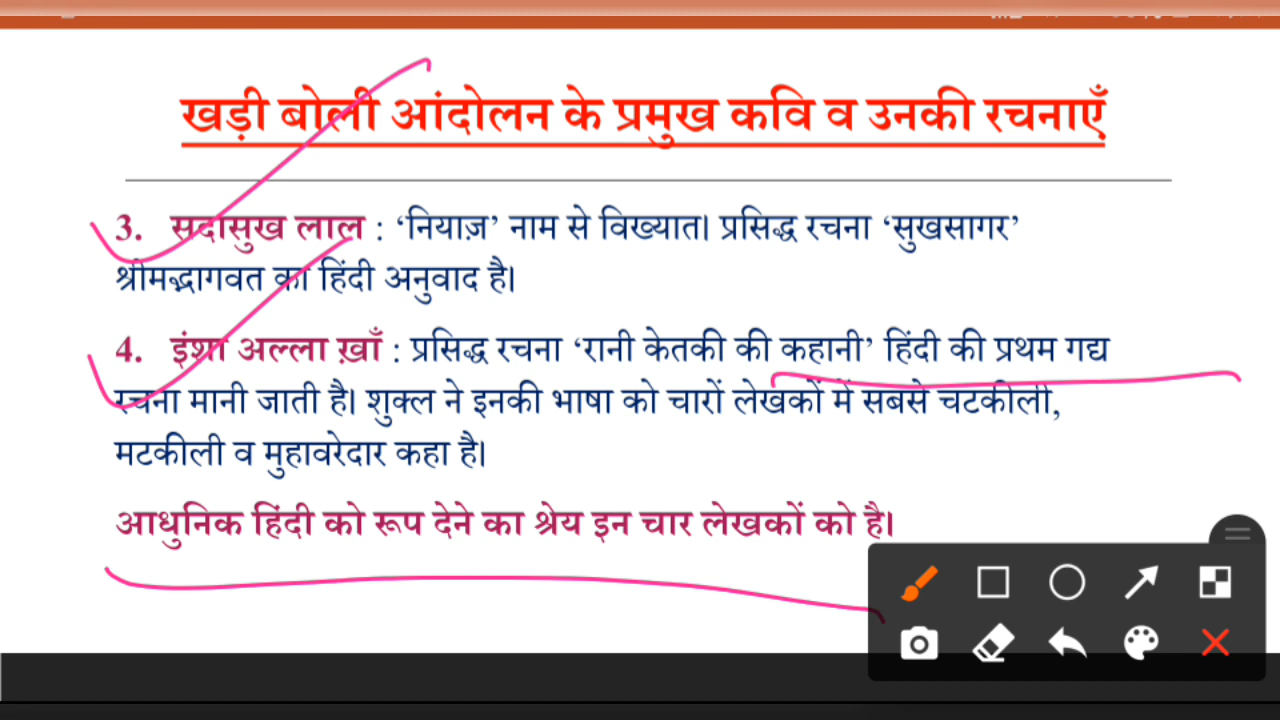 खड़ी बोली आंदोलन के प्रमुख कवि व उनकी रचनाएँ
3. सदासुख लाल : ‘नियाज़’ नाम से विख्यात। प्रसिद्ध रचना ‘सुखसागर’
श्रीमद्भागवत का हिंदी अनुवाद है।
4. इंशा अल्ला ख़ाँ : प्रसिद्ध रचना ‘रानी केतकी की कहानी’ हिंदी की प्रथम गद्य
रचना मानी जाती है। शुक्ल ने इनकी भाषा को चारों लेखकों में सबसे चटकीली,
मटकीली व मुहावरेदार कहा है।
आधुनिक हिंदी को रूप देने का श्रेय इन चार लेखकों को है।